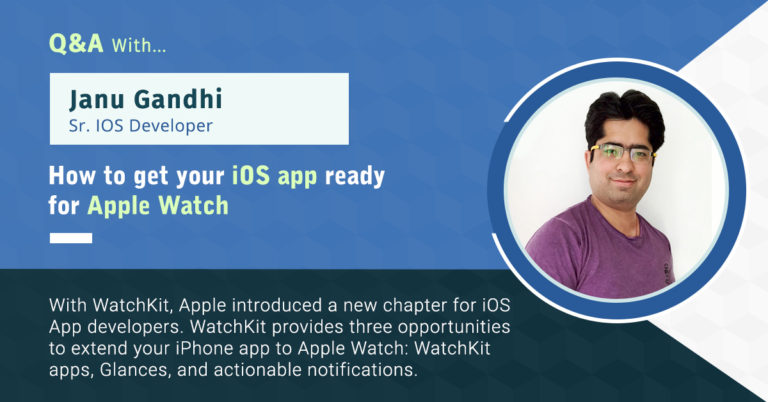 Q&A With...
Janu Gandhi
Sr. IOS Developer
How to get your iOS app ready
for Apple Watch
With WatchKit, Apple introduced a new chapter for iOS
App developers. WatchKit provides three opportunities
to extend your iPhone app to Apple Watch: WatchKit
apps, Glances, and actionable notifications.